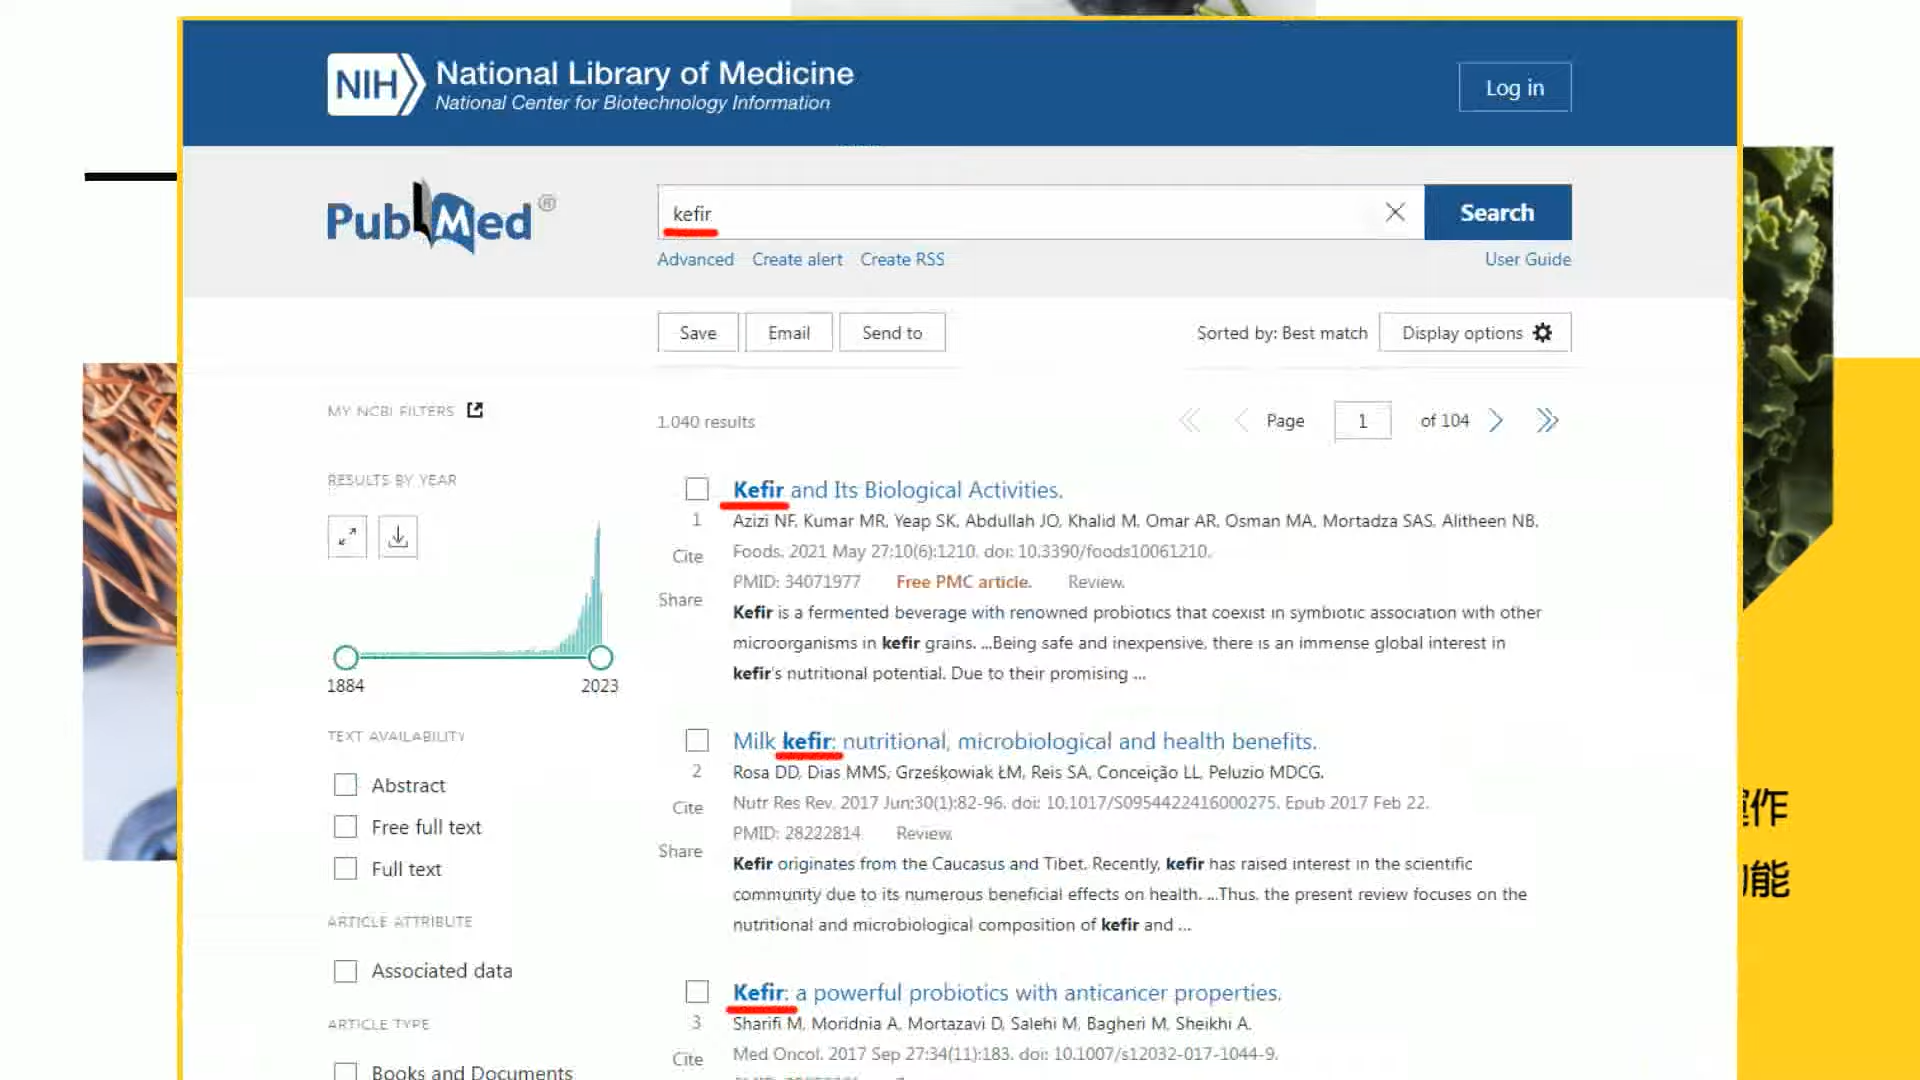 NIH National Library of Medicine
National Center for Biotechnology Information
Log in
PubMed®
kefir
Search
Advanced Create alert Create RSS
User Guide
Save Email Send to
Sorted by: Best match Display options
MY NCBI FILTERS
1.040 results
Page 1 of 104
RESULTS BY YEAR
1884 2023
TEXT AVAILABILITY
Abstract
Free full text
Full text
ARTICLE ATTRIBUTE
Associated data
ARTICLE TYPE
Books and Documents
Kefir and Its Biological Activities.
1
Azizi NF, Kumar MR, Yeap SK, Abdullah JO, Khalid M, Omar AR, Osman MA, Mortadza SAS, Alitheen NB.
Cite
Foods. 2021 May 27;10(6):1210. doi: 10.3390/foods10061210.
PMID: 34071977 Free PMC article. Review.
Share
Kefir is a fermented beverage with renowned probiotics that coexist in symbiotic association with other
microorganisms in kefir grains. ...Being safe and inexpensive, there is an immense global interest in
kefir's nutritional potential. Due to their promising ...
Milk kefir: nutritional, microbiological and health benefits.
2
Rosa DD, Dias MMS, Grześkowiak ŁM, Reis SA, Conceição LL, Peluzio MDCG.
Cite
Nutr Res Rev. 2017 Jun;30(1):82-96. doi: 10.1017/S0954422416000275. Epub 2017 Feb 22.
PMID: 28222814 Review.
Share
Kefir originates from the Caucasus and Tibet. Recently, kefir has raised interest in the scientific
community due to its numerous beneficial effects on health. ...Thus, the present review focuses on the
nutritional and microbiological composition of kefir and ...
Kefir: a powerful probiotics with anticancer properties.
3
Sharifi M, Moridnia A, Mortazavi D, Salehi M, Bagheri M, Sheikhi A.
Cite
Med Oncol. 2017 Sep 27;34(11):183. doi: 10.1007/s12032-017-1044-9.
作
能